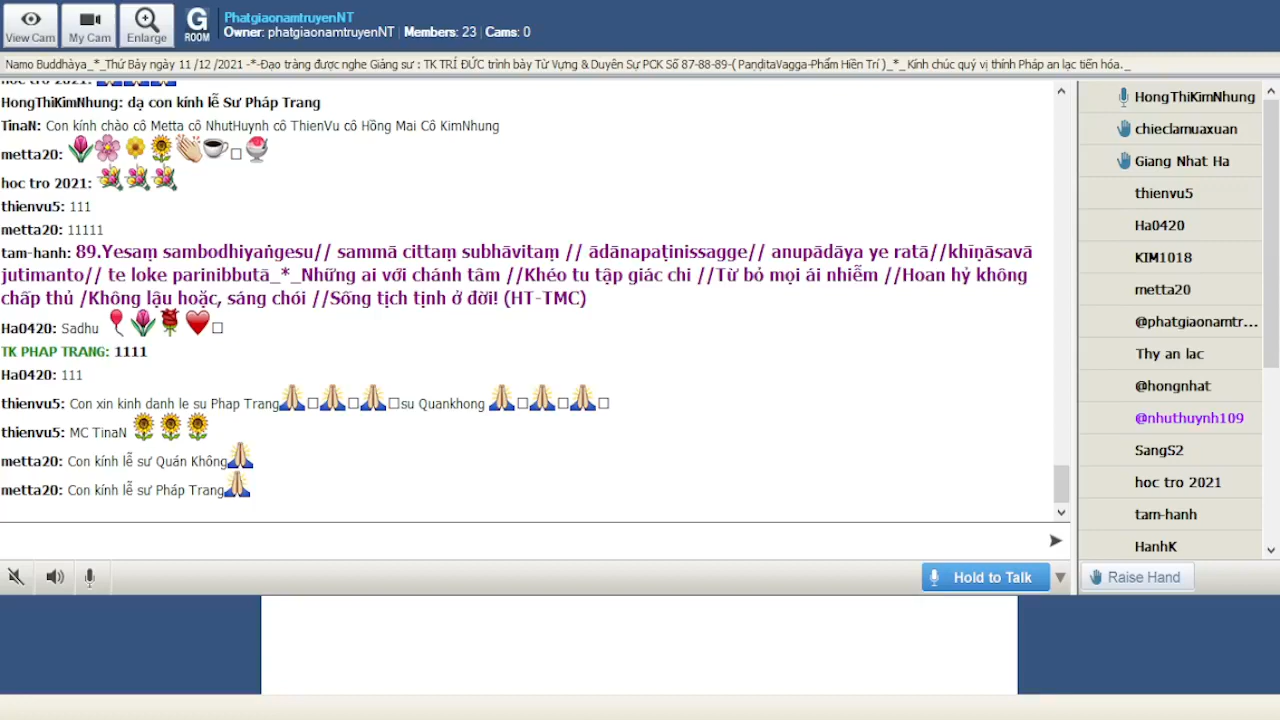 View Cam
My Cam
Enlarge
G
ROOM
PhatgiaonamtruyenNT
Owner: phatgiaonamtruyenNT | Members: 23 | Cams: 0
Namo Buddhàya_*_Thứ Bảy ngày 11 /12 /2021 -*-Đạo tràng được nghe Giảng sư : TK TRÍ ĐỨC trình bày Từ Vựng & Duyên Sự PCK Số 87-88-89-( PaṇḍitaVagga-Phẩm Hiền Trí )_*_ Kính chúc quý vị thính Pháp an lạc tiến hóa._
hoc tro 2021:
HongThiKimNhung: dạ con kính lễ Sư Pháp Trang
TinaN: Con kính chào cô Metta cô NhutHuynh cô ThienVu cô Hồng Mai Cô KimNhung
metta20:
hoc tro 2021:
thienvu5: 111
metta20: 11111
tam-hanh: 89.Yesaṃ sambodhiyaṅgesu// sammā cittaṃ subhāvitaṃ // ādānapaṭinissagge// anupādāya ye ratā//khīṇāsavā
jutimanto// te loke parinibbutā_*_Những ai với chánh tâm //Khéo tu tập giác chi //Từ bỏ mọi ái nhiễm //Hoan hỷ không
chấp thủ /Không lậu hoặc, sáng chói //Sống tịch tịnh ở đời! (HT-TMC)
Ha0420: Sadhu
TK PHAP TRANG: 1111
Ha0420: 111
thienvu5: Con xin kinh danh le su Phap Trang su Quankhong
thienvu5: MC TinaN
metta20: Con kính lễ sư Quán Không
metta20: Con kính lễ sư Pháp Trang
Hold to Talk
HongThiKimNhung
chieclamuaxuan
Giang Nhat Ha
thienvu5
Ha0420
KIM1018
metta20
@phatgiaonamtr...
Thy an lac
@hongnhat
@nhuthuynh109
SangS2
hoc tro 2021
tam-hanh
HanhK
Raise Hand